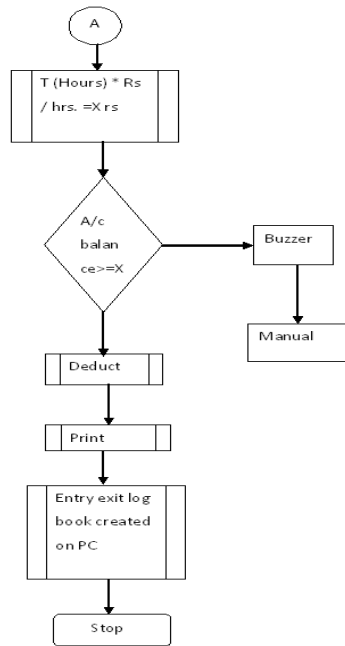 A
T (Hours) * Rs
/ hrs. =X rs
A/c
balan
ce>=X
Buzzer
Manual
Deduct
Print
Entry exit log
book created
on PC
Stop